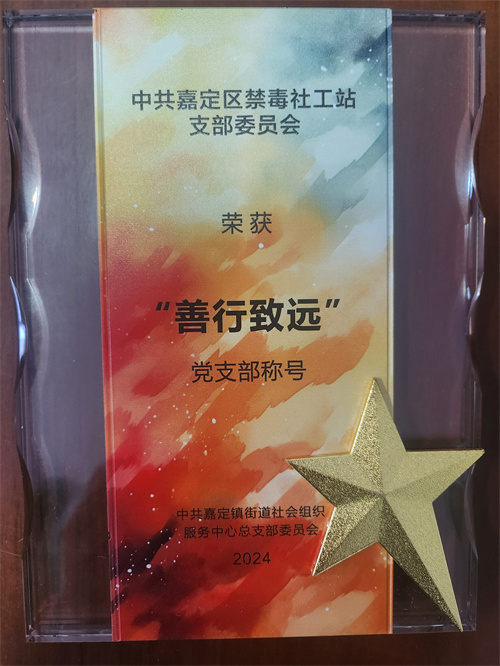 中共嘉定区禁毒社工站
支部委员会
荣获
“善行致远”
党支部称号
中共嘉定镇街道社会组织
服务中心总支部委员会
2024